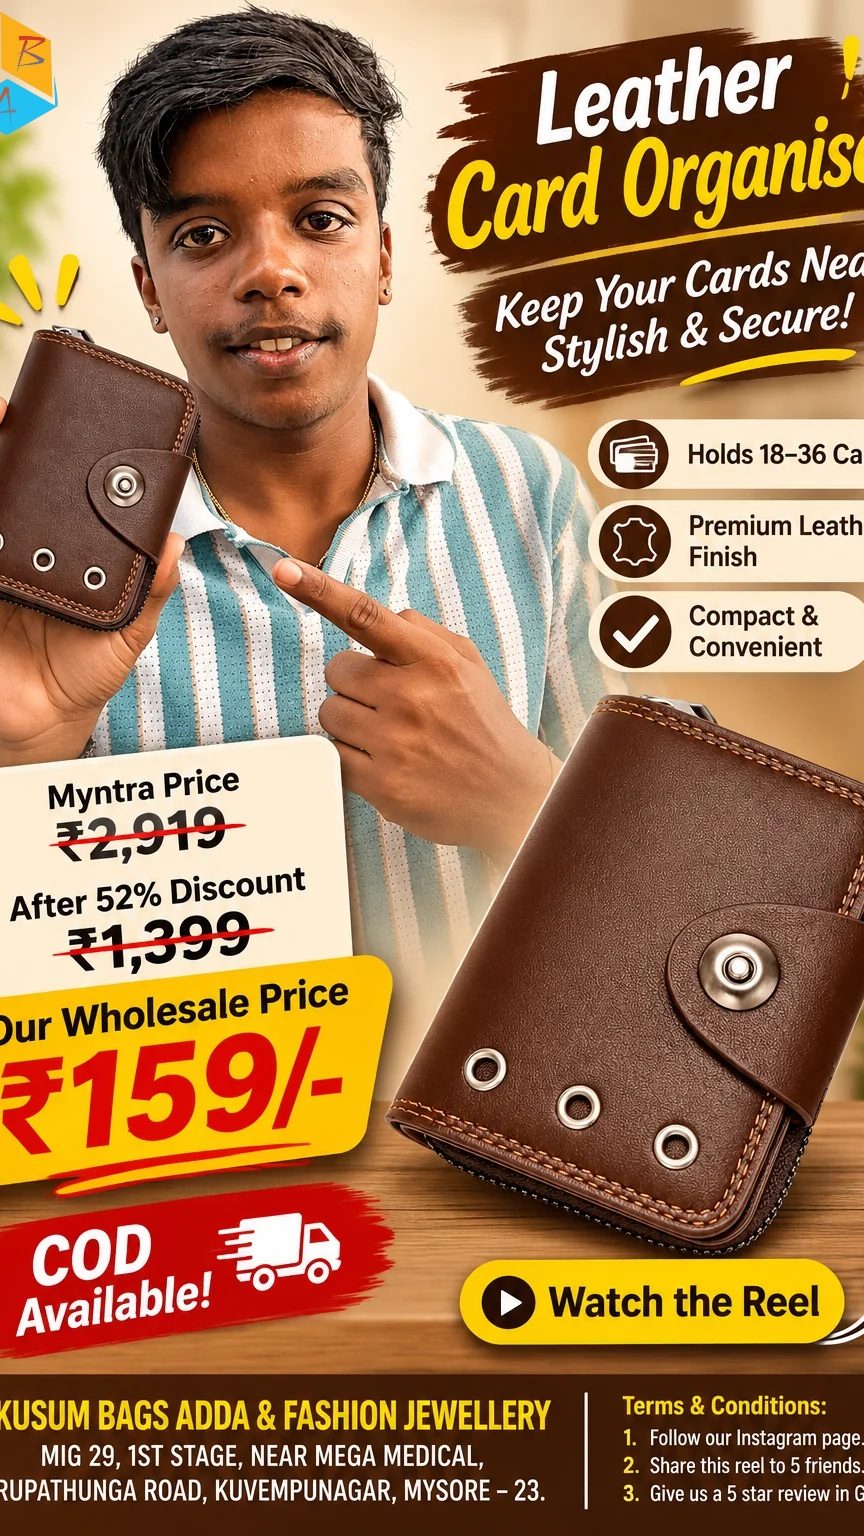 B
A
Leather
Card Organise
Keep Your Cards Nea
Stylish & Secure!
Holds 18–36 Ca
Premium Leath
Finish
Compact &
Convenient
Myntra Price
₹2,919
After 52% Discount
₹1,399
Our Wholesale Price
₹159/-
COD
Available!
Watch the Reel
KUSUM BAGS ADDA & FASHION JEWELLERY
MIG 29, 1ST STAGE, NEAR MEGA MEDICAL,
RUPATHUNGA ROAD, KUVEMPUNAGAR, MYSORE – 23.
Terms & Conditions:
1. Follow our Instagram page.
2. Share this reel to 5 friends.
3. Give us a 5 star review in G